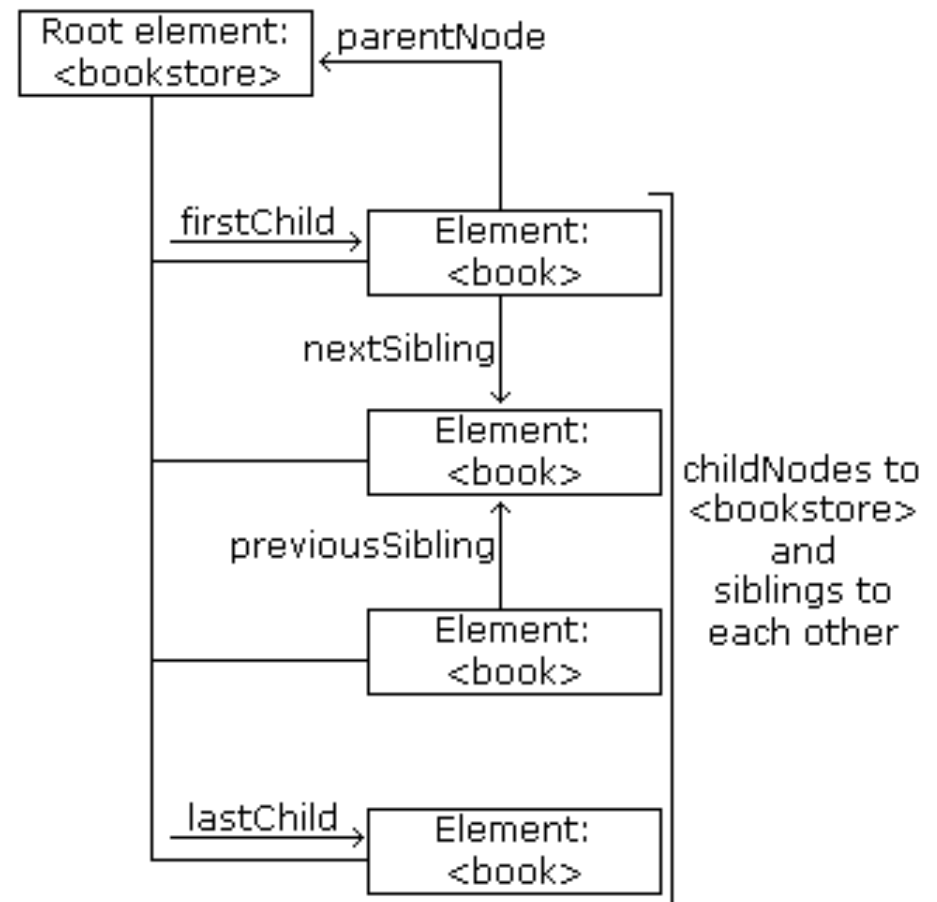 Root element:
<bookstore>
parentNode
firstChild
Element:
<book>
nextSibling
Element:
<book>
previousSibling
Element:
<book>
lastChild
Element:
<book>
childNodes to
<bookstore>
and
siblings to
each other